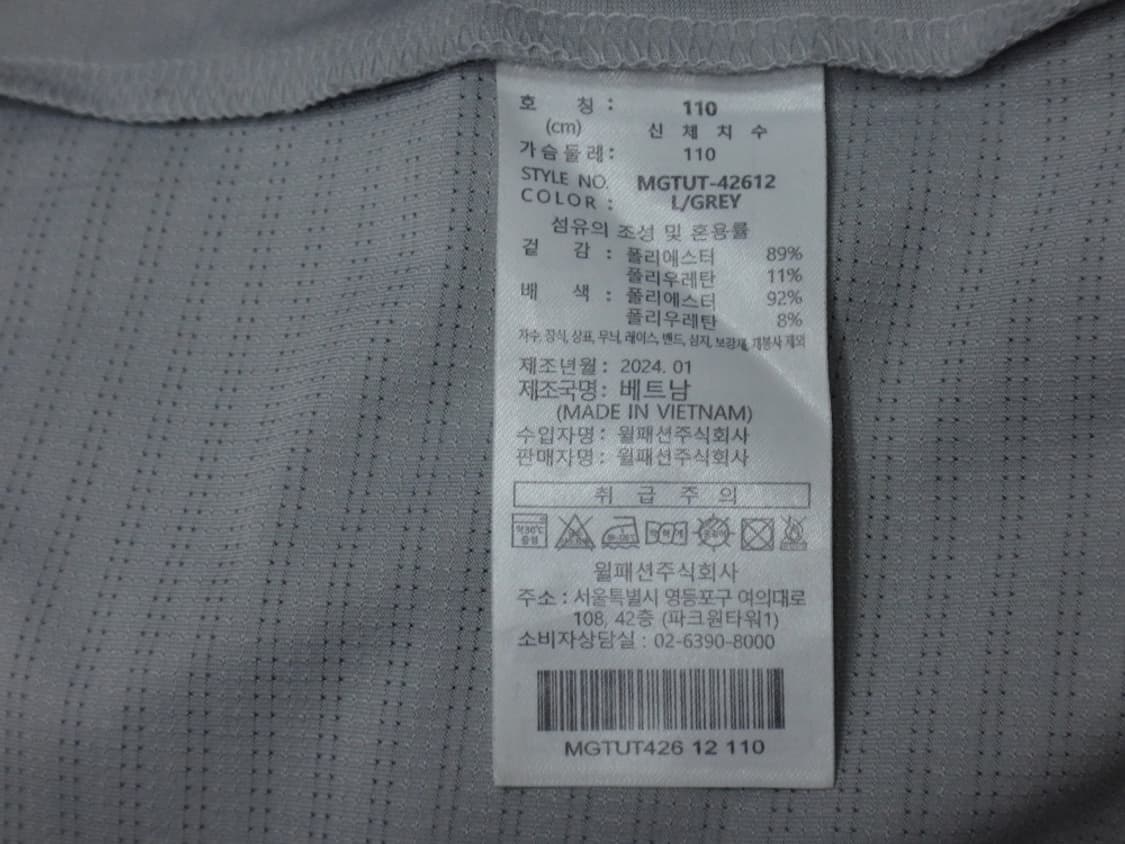 호 칭 : 110
(cm) 신 체 치 수
가슴둘레: 110
STYLE NO. MGTUT-42612
COLOR : L/GREY
섬유의 조성 및 혼용률
겉 감 : 폴리에스터 89%
폴리우레탄 11%
배 색 : 폴리에스터 92%
폴리우레탄 8%
자수, 장식, 상표, 무늬, 레이스, 밴드, 심지, 보강재, 재봉사 제외
제조년월 : 2024. 01
제조국명 : 베트남
(MADE IN VIETNAM)
수입자명 : 월패션주식회사
판매자명 : 월패션주식회사
취 급 주 의
약30℃
중성
월패션주식회사
주소 : 서울특별시 영등포구 여의대로
108, 42층 (파크원타워1)
소비자상담실 : 02-6390-8000
MGTUT426 12 110